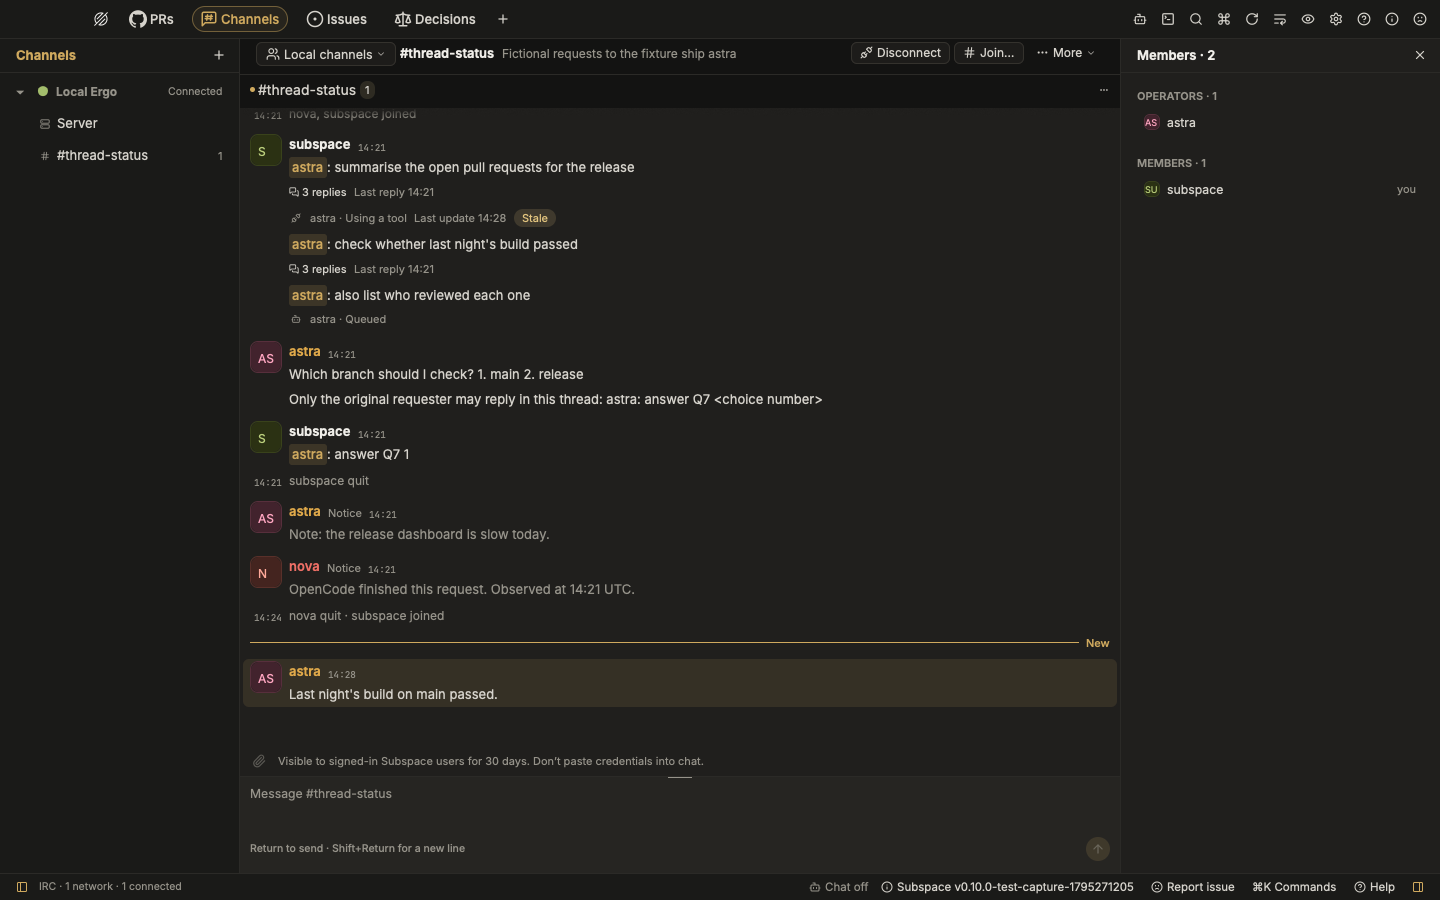 PRs
Channels
Issues
Decisions
Channels
Local Ergo
Connected
Server
#thread-status
1
Local channels
#thread-status
Fictional requests to the fixture ship astra
Disconnect
Join...
More
#thread-status
1
14:21 nova, subspace joined
S
subspace 14:21
astra: summarise the open pull requests for the release
3 replies Last reply 14:21
astra · Using a tool Last update 14:28 Stale
astra: check whether last night's build passed
3 replies Last reply 14:21
astra: also list who reviewed each one
astra · Queued
AS
astra 14:21
Which branch should I check? 1. main 2. release
Only the original requester may reply in this thread: astra: answer Q7 <choice number>
S
subspace 14:21
astra: answer Q7 1
14:21 subspace quit
AS
astra Notice 14:21
Note: the release dashboard is slow today.
N
nova Notice 14:21
OpenCode finished this request. Observed at 14:21 UTC.
14:24 nova quit · subspace joined
New
AS
astra 14:28
Last night's build on main passed.
Visible to signed-in Subspace users for 30 days. Don't paste credentials into chat.
Message #thread-status
Return to send · Shift+Return for a new line
Members · 2
OPERATORS · 1
AS astra
MEMBERS · 1
SU subspace you
IRC · 1 network · 1 connected
Chat off
Subspace v0.10.0-test-capture-1795271205
Report issue
⌘K Commands
Help